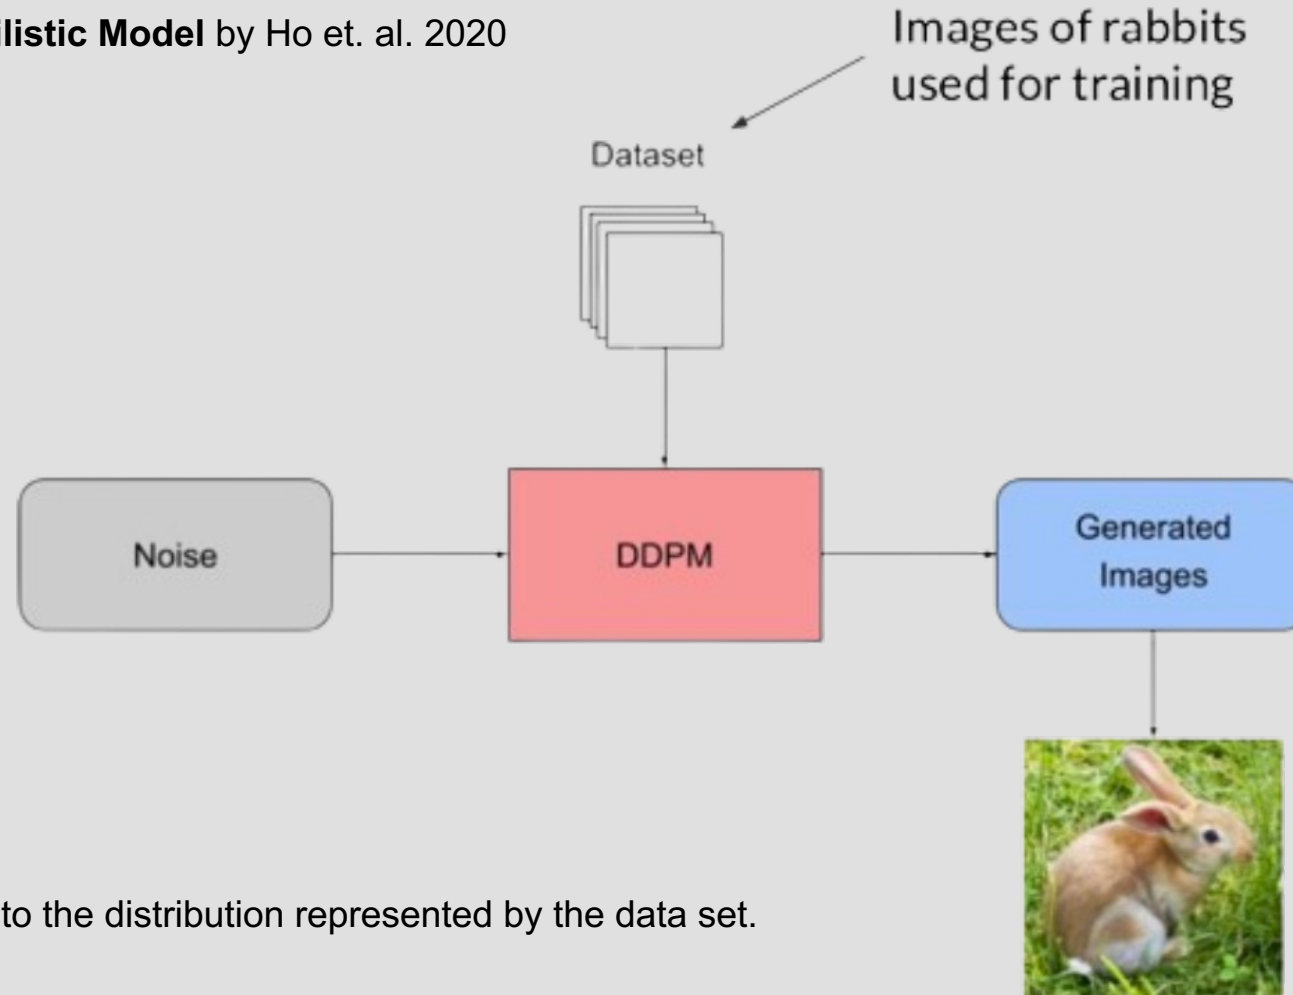 listic Model by Ho et. al. 2020
Images of rabbits
used for training
Dataset
Noise
DDPM
Generated
Images
to the distribution represented by the data set.